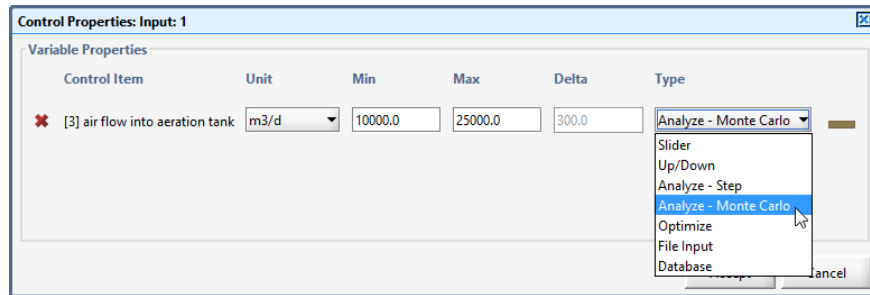 Control Properties: Input: 1
Variable Properties
Control Item Unit Min Max Delta Type
[3] air flow into aeration tank m3/d 10000.0 25000.0 300.0 Analyze - Monte Carlo
Slider
Up/Down
Analyze - Step
Analyze - Monte Carlo
Optimize
File Input
Database
Cancel